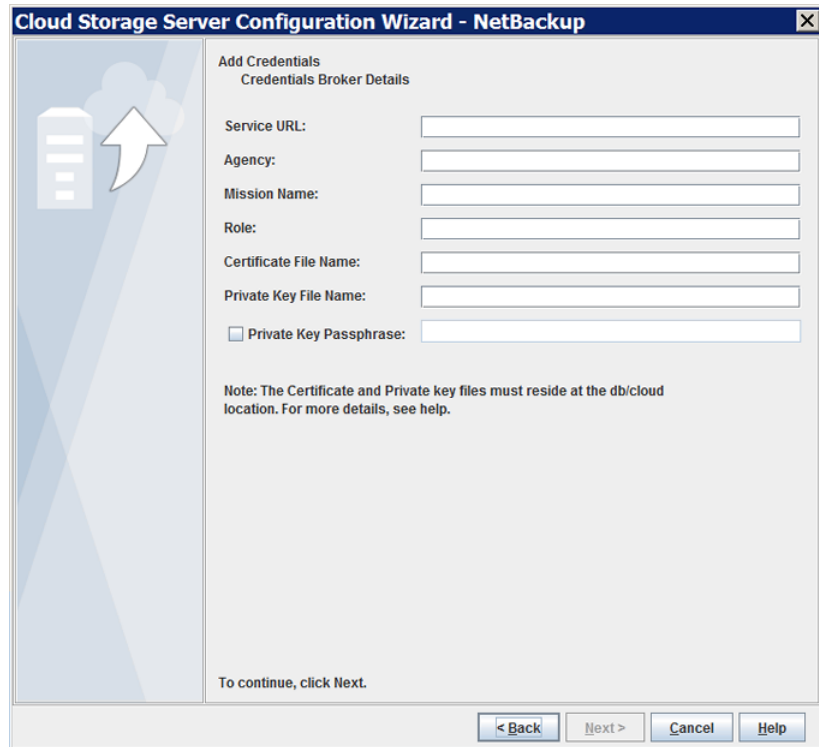 Cloud Storage Server Configuration Wizard - NetBackup
Add Credentials
Credentials Broker Details
Service URL:
Agency:
Mission Name:
Role:
Certificate File Name:
Private Key File Name:
Private Key Passphrase:
Note: The Certificate and Private key files must reside at the db/cloud
location. For more details, see help.
To continue, click Next.
< Back Next > Cancel Help